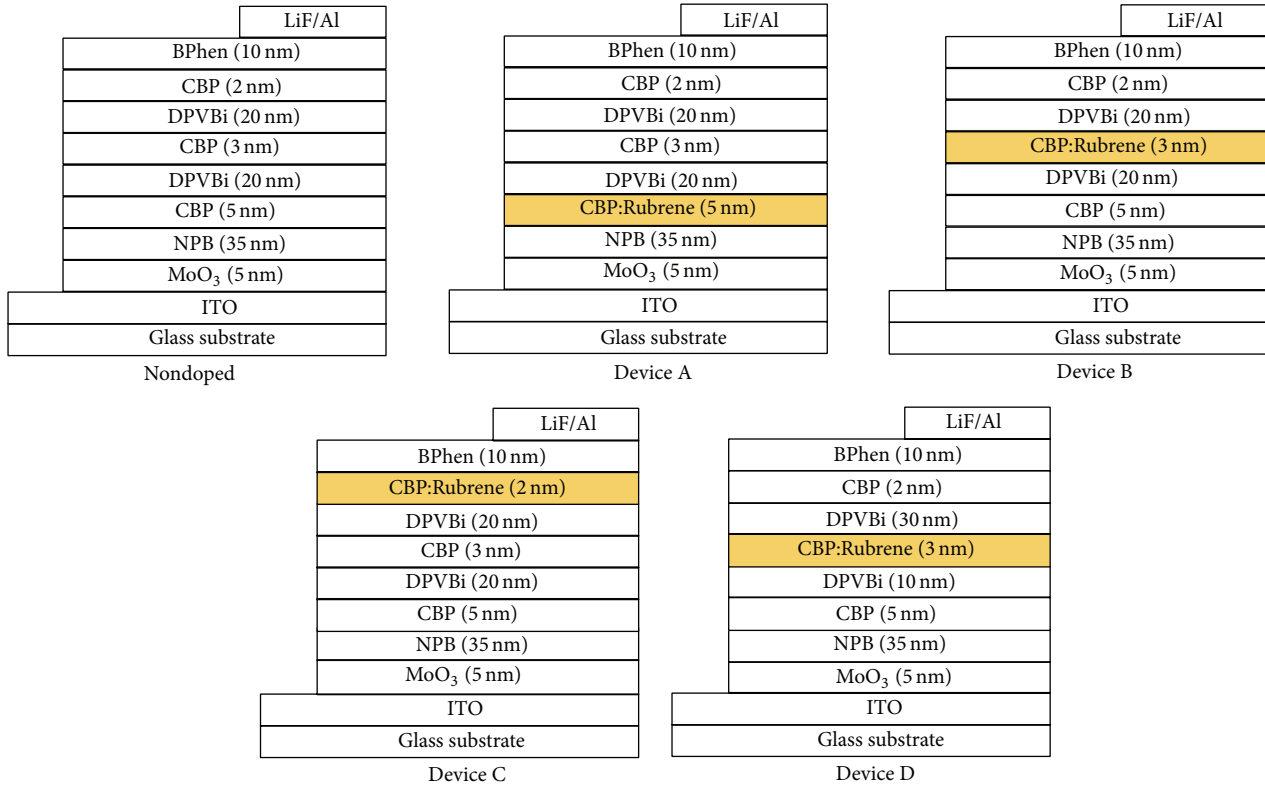 LiF/Al
BPhen (10 nm)
CBP (2 nm)
DPVBi (20 nm)
CBP (3 nm)
DPVBi (20 nm)
CBP (5 nm)
NPB (35 nm)
MoO₃ (5 nm)
ITO
Glass substrate
Nondoped
LiF/Al
BPhen (10 nm)
CBP (2 nm)
DPVBi (20 nm)
CBP (3 nm)
DPVBi (20 nm)
CBP:Rubrene (5 nm)
NPB (35 nm)
MoO₃ (5 nm)
ITO
Glass substrate
Device A
LiF/Al
BPhen (10 nm)
CBP (2 nm)
DPVBi (20 nm)
CBP:Rubrene (3 nm)
DPVBi (20 nm)
CBP (5 nm)
NPB (35 nm)
MoO₃ (5 nm)
ITO
Glass substrate
Device B
LiF/Al
BPhen (10 nm)
CBP:Rubrene (2 nm)
DPVBi (20 nm)
CBP (3 nm)
DPVBi (20 nm)
CBP (5 nm)
NPB (35 nm)
MoO₃ (5 nm)
ITO
Glass substrate
Device C
LiF/Al
BPhen (10 nm)
CBP (2 nm)
DPVBi (30 nm)
CBP:Rubrene (3 nm)
DPVBi (10 nm)
CBP (5 nm)
NPB (35 nm)
MoO₃ (5 nm)
ITO
Glass substrate
Device D